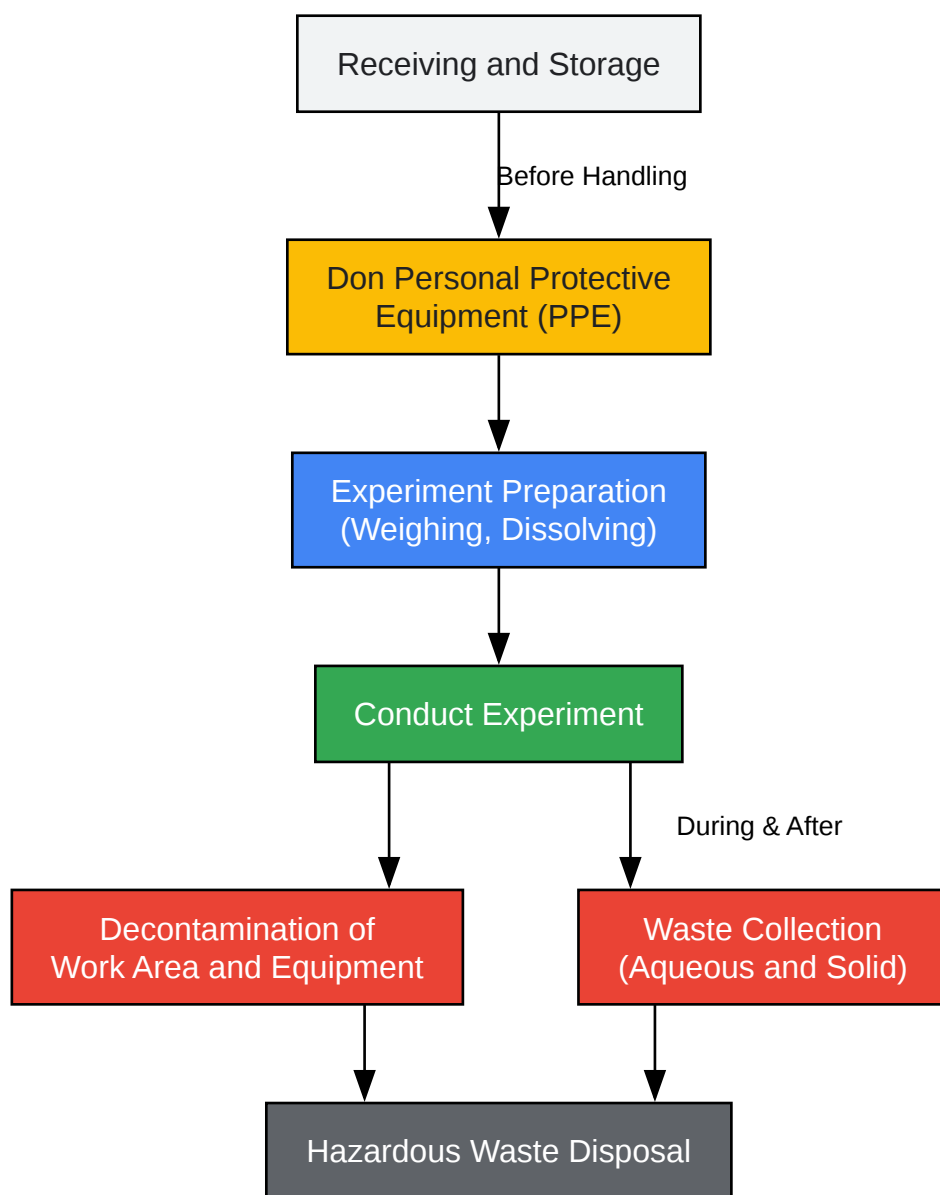 Receiving and Storage
Before Handling
Don Personal Protective
Equipment (PPE)
Experiment Preparation
(Weighing, Dissolving)
Conduct Experiment
During & After
Decontamination of
Work Area and Equipment
Waste Collection
(Aqueous and Solid)
Hazardous Waste Disposal